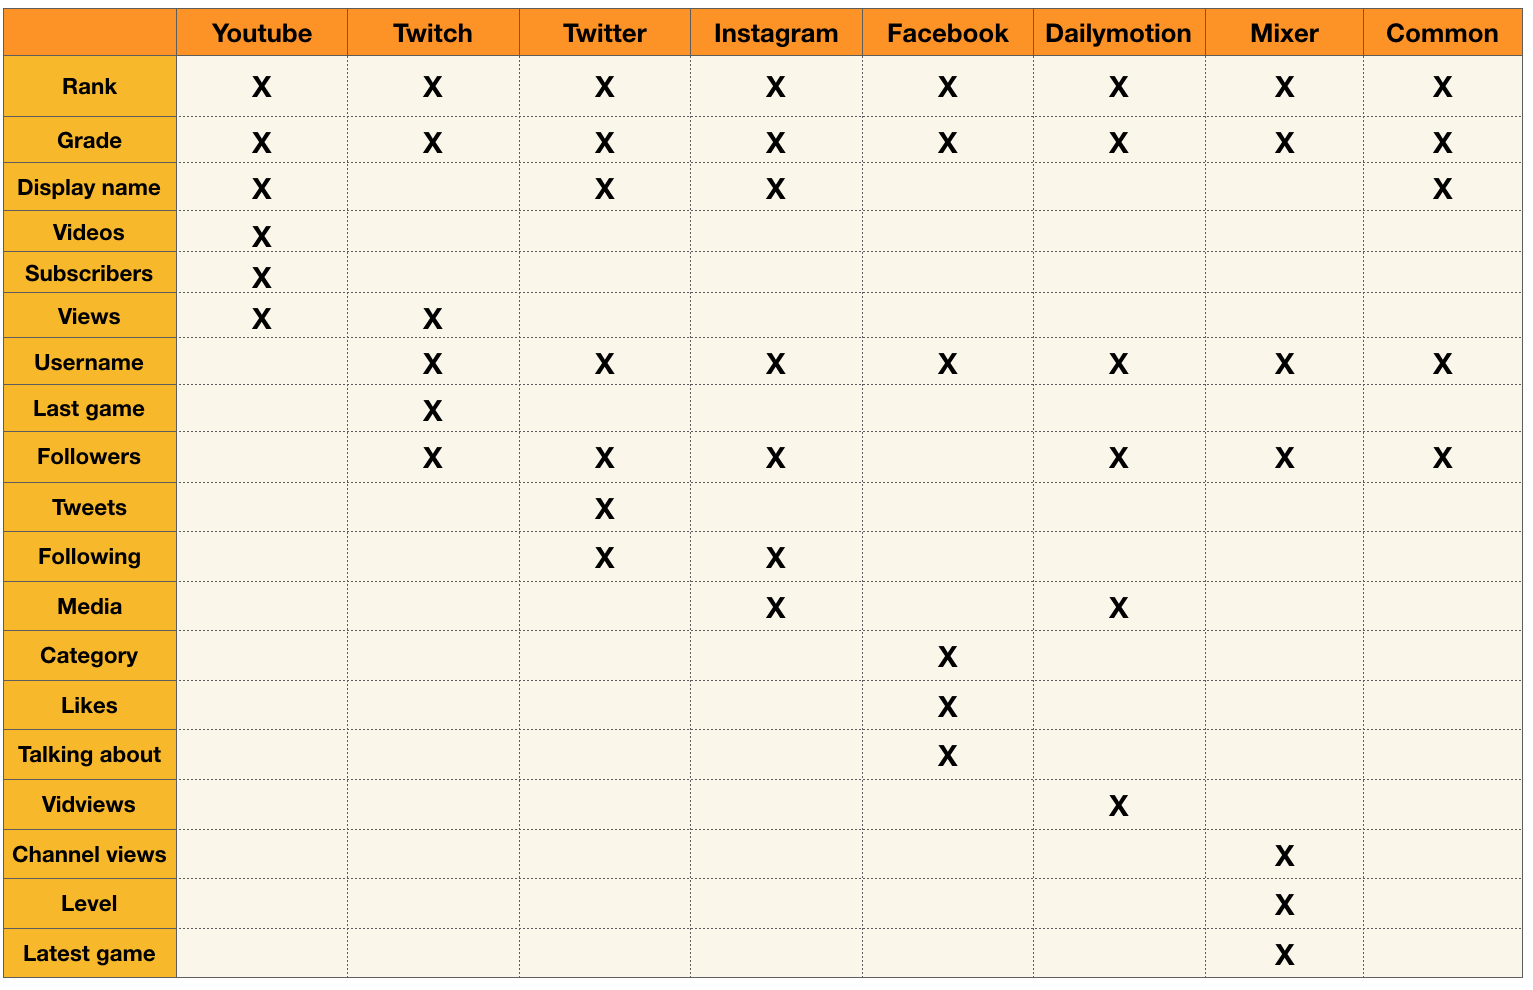 Youtube Twitch Twitter Instagram Facebook Dailymotion Mixer Common
Rank X X X X X X X X
Grade X X X X X X X X
Display name X X X X
Videos X
Subscribers X
Views X X
Username X X X X X X X
Last game X
Followers X X X X X X
Tweets X
Following X X
Media X X
Category X
Likes X
Talking about X
Vidviews X
Channel views X
Level X
Latest game X